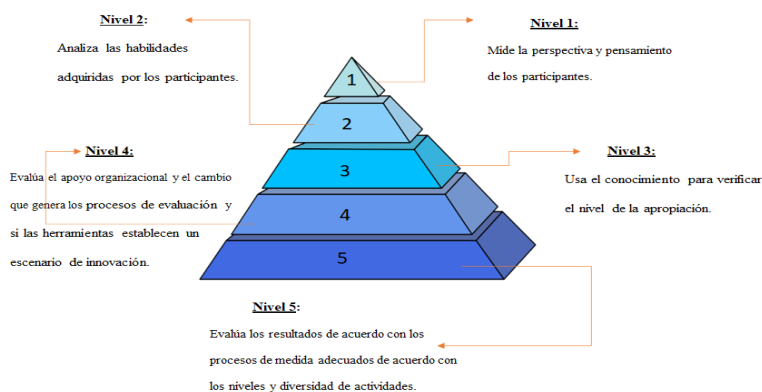 Nivel 2:
Analiza las habilidades
adquiridas por los participantes.
Nivel 1:
Mide la perspectiva y pensamiento
de los participantes.
1
2
3
4
5
Nivel 4:
Evalúa el apoyo organizacional y el cambio
que genera los procesos de evaluación y
si las herramientas establecen un
escenario de innovación.
Nivel 3:
Usa el conocimiento para verificar
el nivel de la apropiación.
Nivel 5:
Evalúa los resultados de acuerdo con los
procesos de medida adecuados de acuerdo con
los niveles y diversidad de actividades.